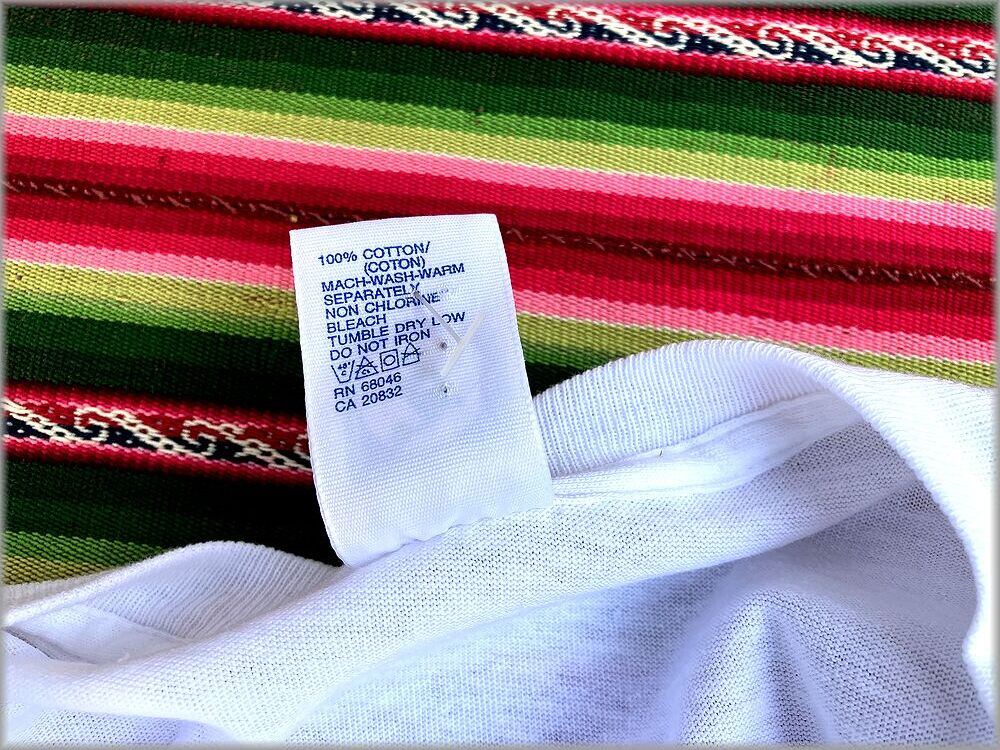 100% COTTON/
(COTON)
MACH-WASH-WARM
SEPARATELY
NON CHLORINE
BLEACH
TUMBLE DRY LOW
DO NOT IRON
RN 68046
CA 20832